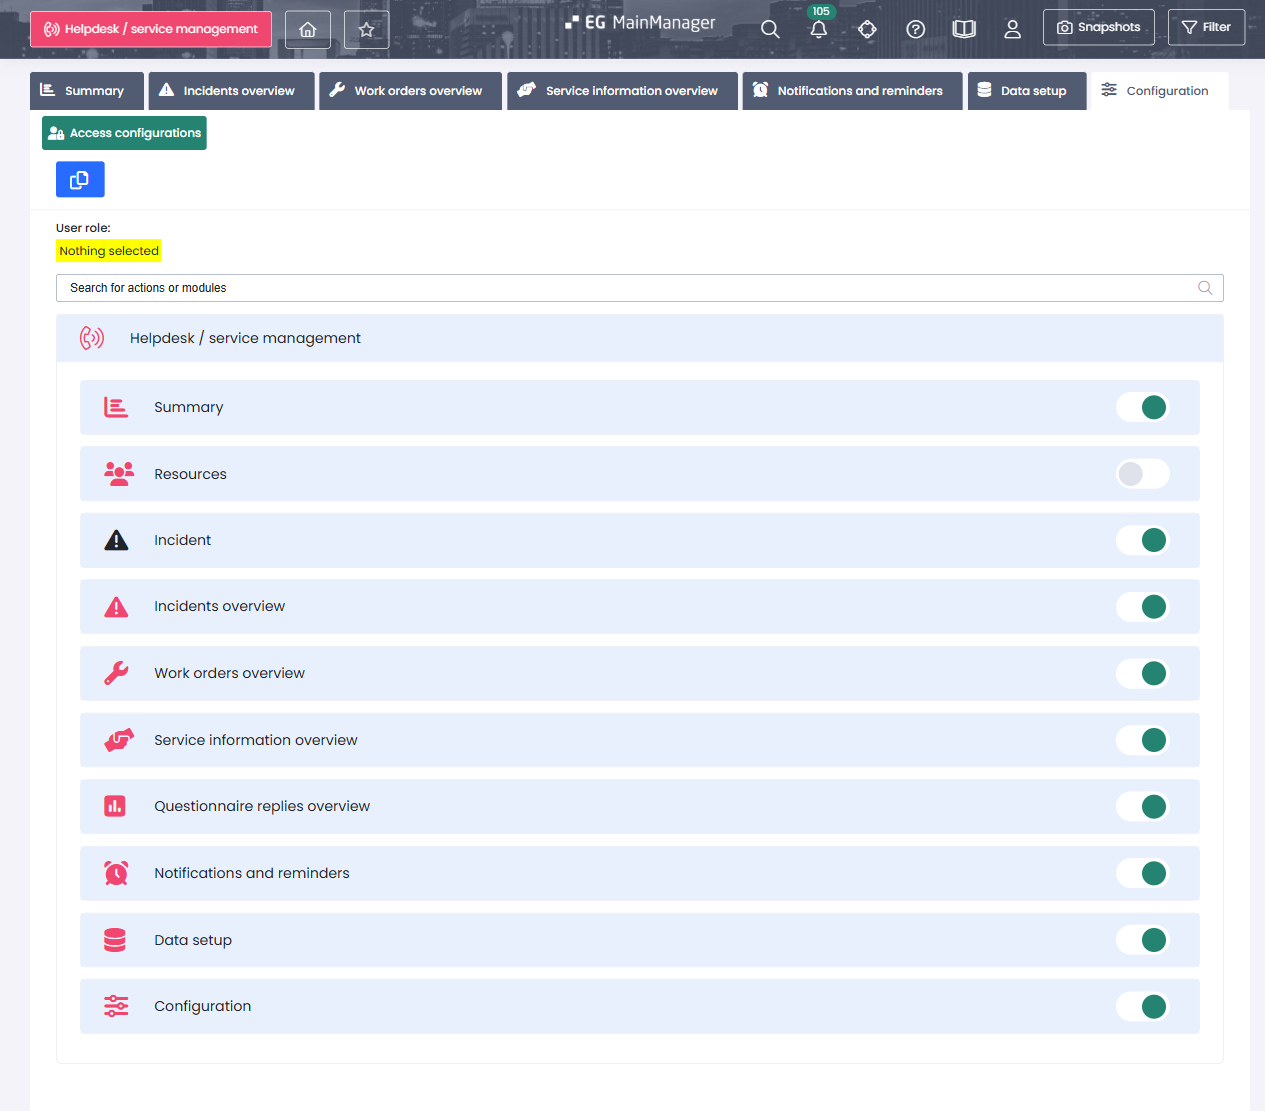 Helpdesk / service management
EG MainManager
105
Snapshots
Filter
Summary
Incidents overview
Work orders overview
Service information overview
Notifications and reminders
Data setup
Configuration
Access configurations
User role:
Nothing selected
Search for actions or modules
Helpdesk / service management
Summary
Resources
Incident
Incidents overview
Work orders overview
Service information overview
Questionnaire replies overview
Notifications and reminders
Data setup
Configuration